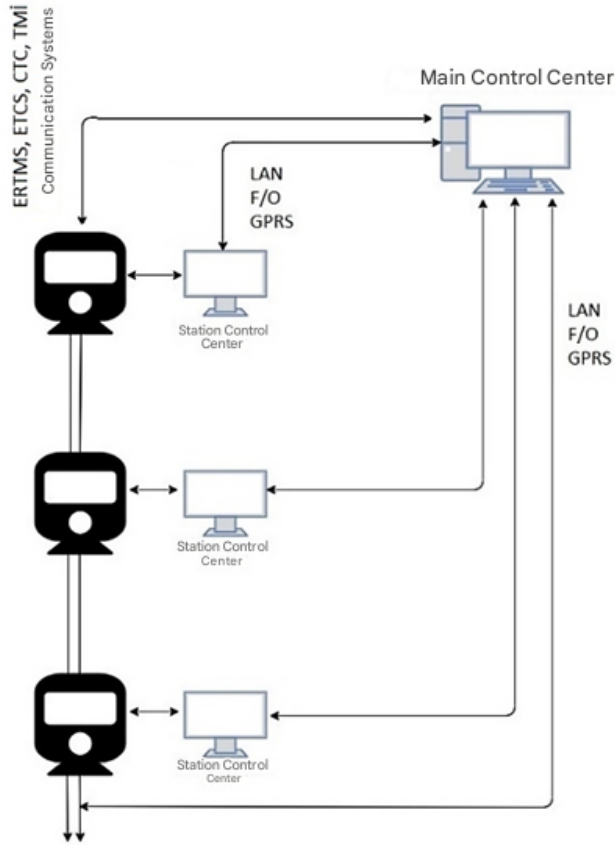 ERTMS, ETCS, CTC, TMİ
Communication Systems
Main Control Center
LAN
F/O
GPRS
Station Control
Center
LAN
F/O
GPRS
Station Control
Center
Station Control
Center